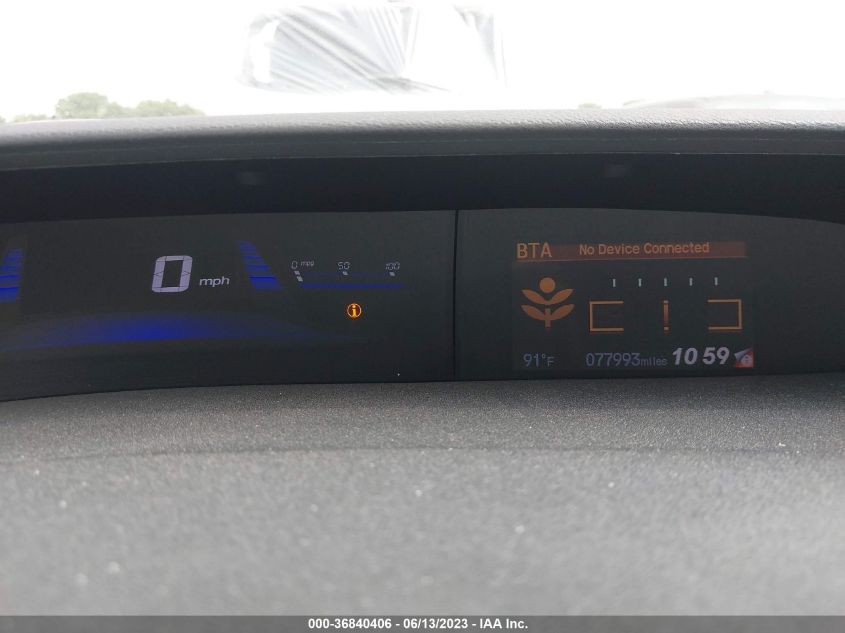 0 mph
0 mpg 50 100
BTA No Device Connected
91°F 077993 miles 10 59
000-36840406 - 06/13/2023 - IAA Inc.